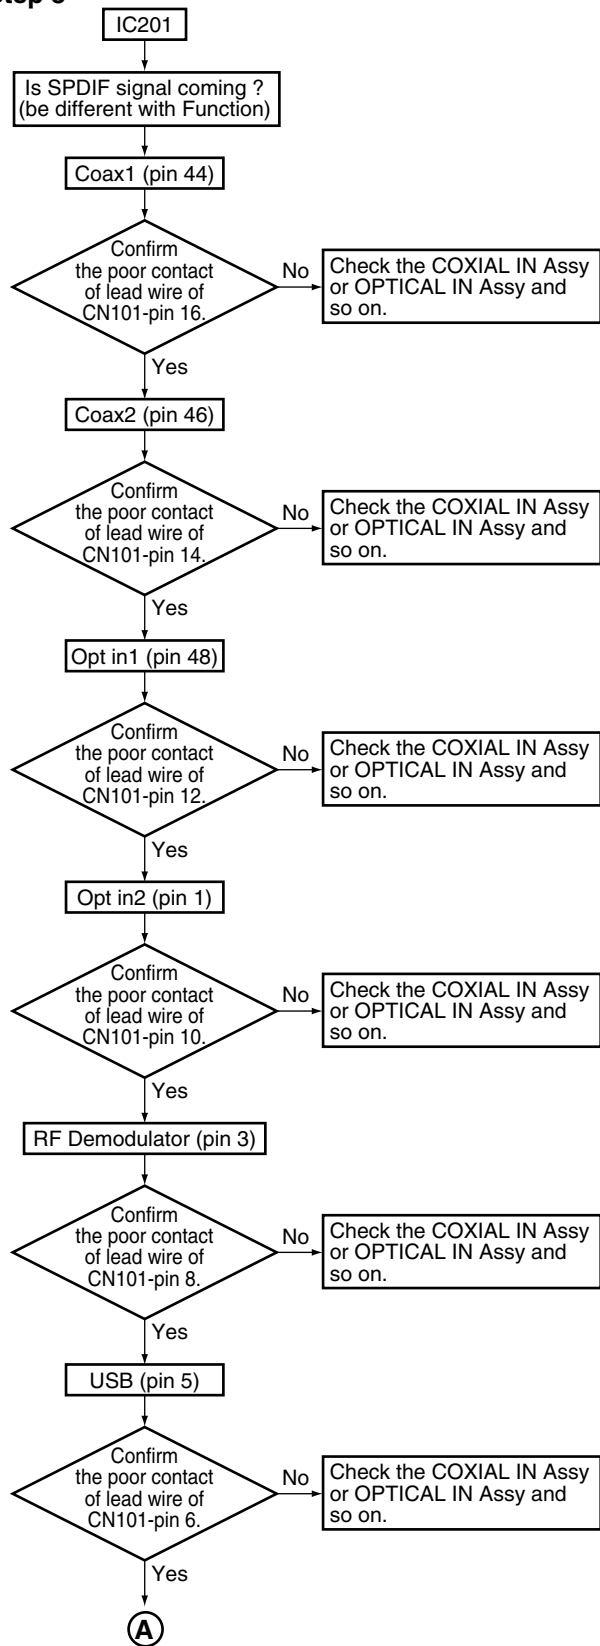 IC201
Is SPDIF signal coming ?
(be different with Function)
Coax1 (pin 44)
Confirm
the poor contact
of lead wire of
CN101-pin 16.
No
Check the COXIAL IN Assy
or OPTICAL IN Assy and
so on.
Yes
Coax2 (pin 46)
Confirm
the poor contact
of lead wire of
CN101-pin 14.
No
Check the COXIAL IN Assy
or OPTICAL IN Assy and
so on.
Yes
Opt in1 (pin 48)
Confirm
the poor contact
of lead wire of
CN101-pin 12.
No
Check the COXIAL IN Assy
or OPTICAL IN Assy and
so on.
Yes
Opt in2 (pin 1)
Confirm
the poor contact
of lead wire of
CN101-pin 10.
No
Check the COXIAL IN Assy
or OPTICAL IN Assy and
so on.
Yes
RF Demodulator (pin 3)
Confirm
the poor contact
of lead wire of
CN101-pin 8.
No
Check the COXIAL IN Assy
or OPTICAL IN Assy and
so on.
Yes
USB (pin 5)
Confirm
the poor contact
of lead wire of
CN101-pin 6.
No
Check the COXIAL IN Assy
or OPTICAL IN Assy and
so on.
Yes
A